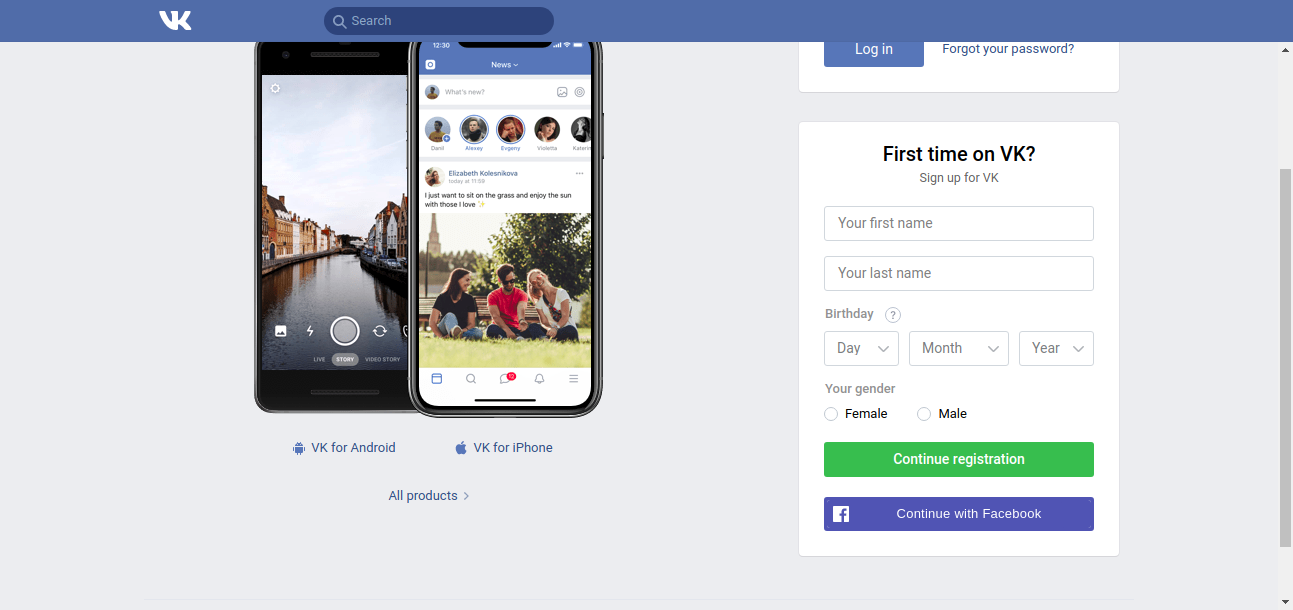 Search
Log in
Forgot your password?
12:30
News
What's new?
Danil
Alexey
Evgeny
Violetta
Elizabeth Kolesnikova
today at 11:59
I just want to sit on the grass and enjoy the sun
with those I love ✨
LIVE
STORY
VIDEO STORY
12
VK for Android
VK for iPhone
All products
First time on VK?
Sign up for VK
Your first name
Your last name
Birthday ?
Day
Month
Year
Your gender
Female
Male
Continue registration
Continue with Facebook